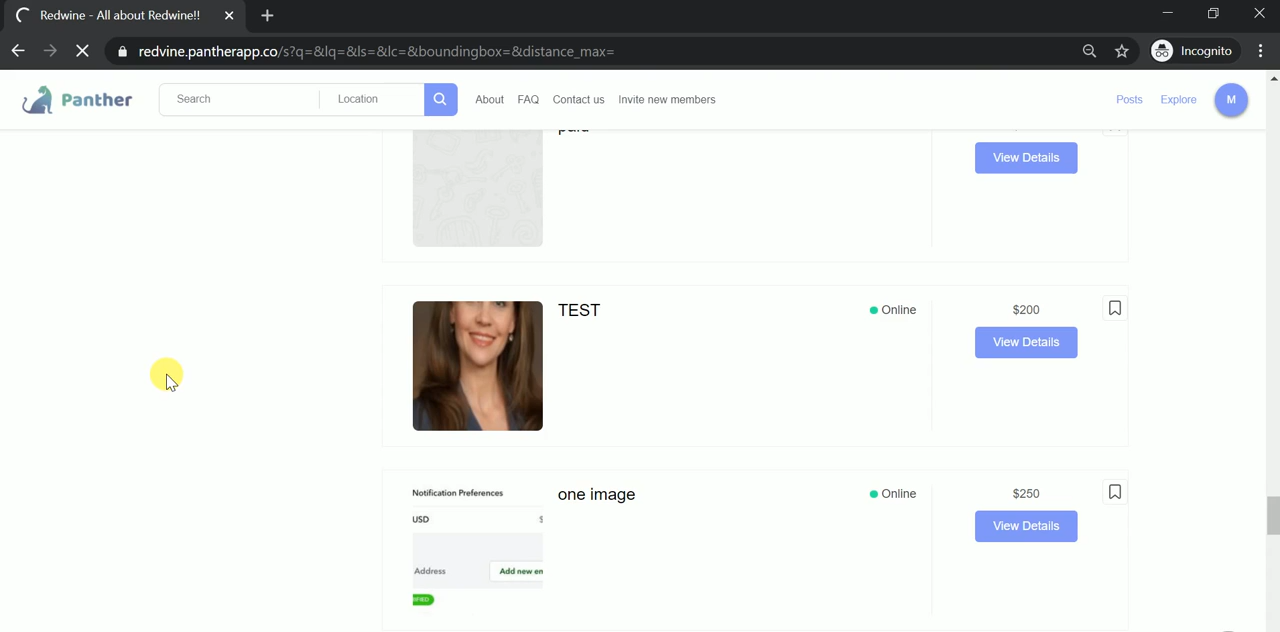 Redwine - All about Redwine!!
redvine.pantherapp.co/s?q=&lq=&ls=&lc=&boundingbox=&distance_max=
Incognito
Panther
Search
Location
About
FAQ
Contact us
Invite new members
Posts
Explore
M
View Details
TEST
Online
$200
View Details
Notification Preferences
USD
Address
Add new
one image
Online
$250
View Details